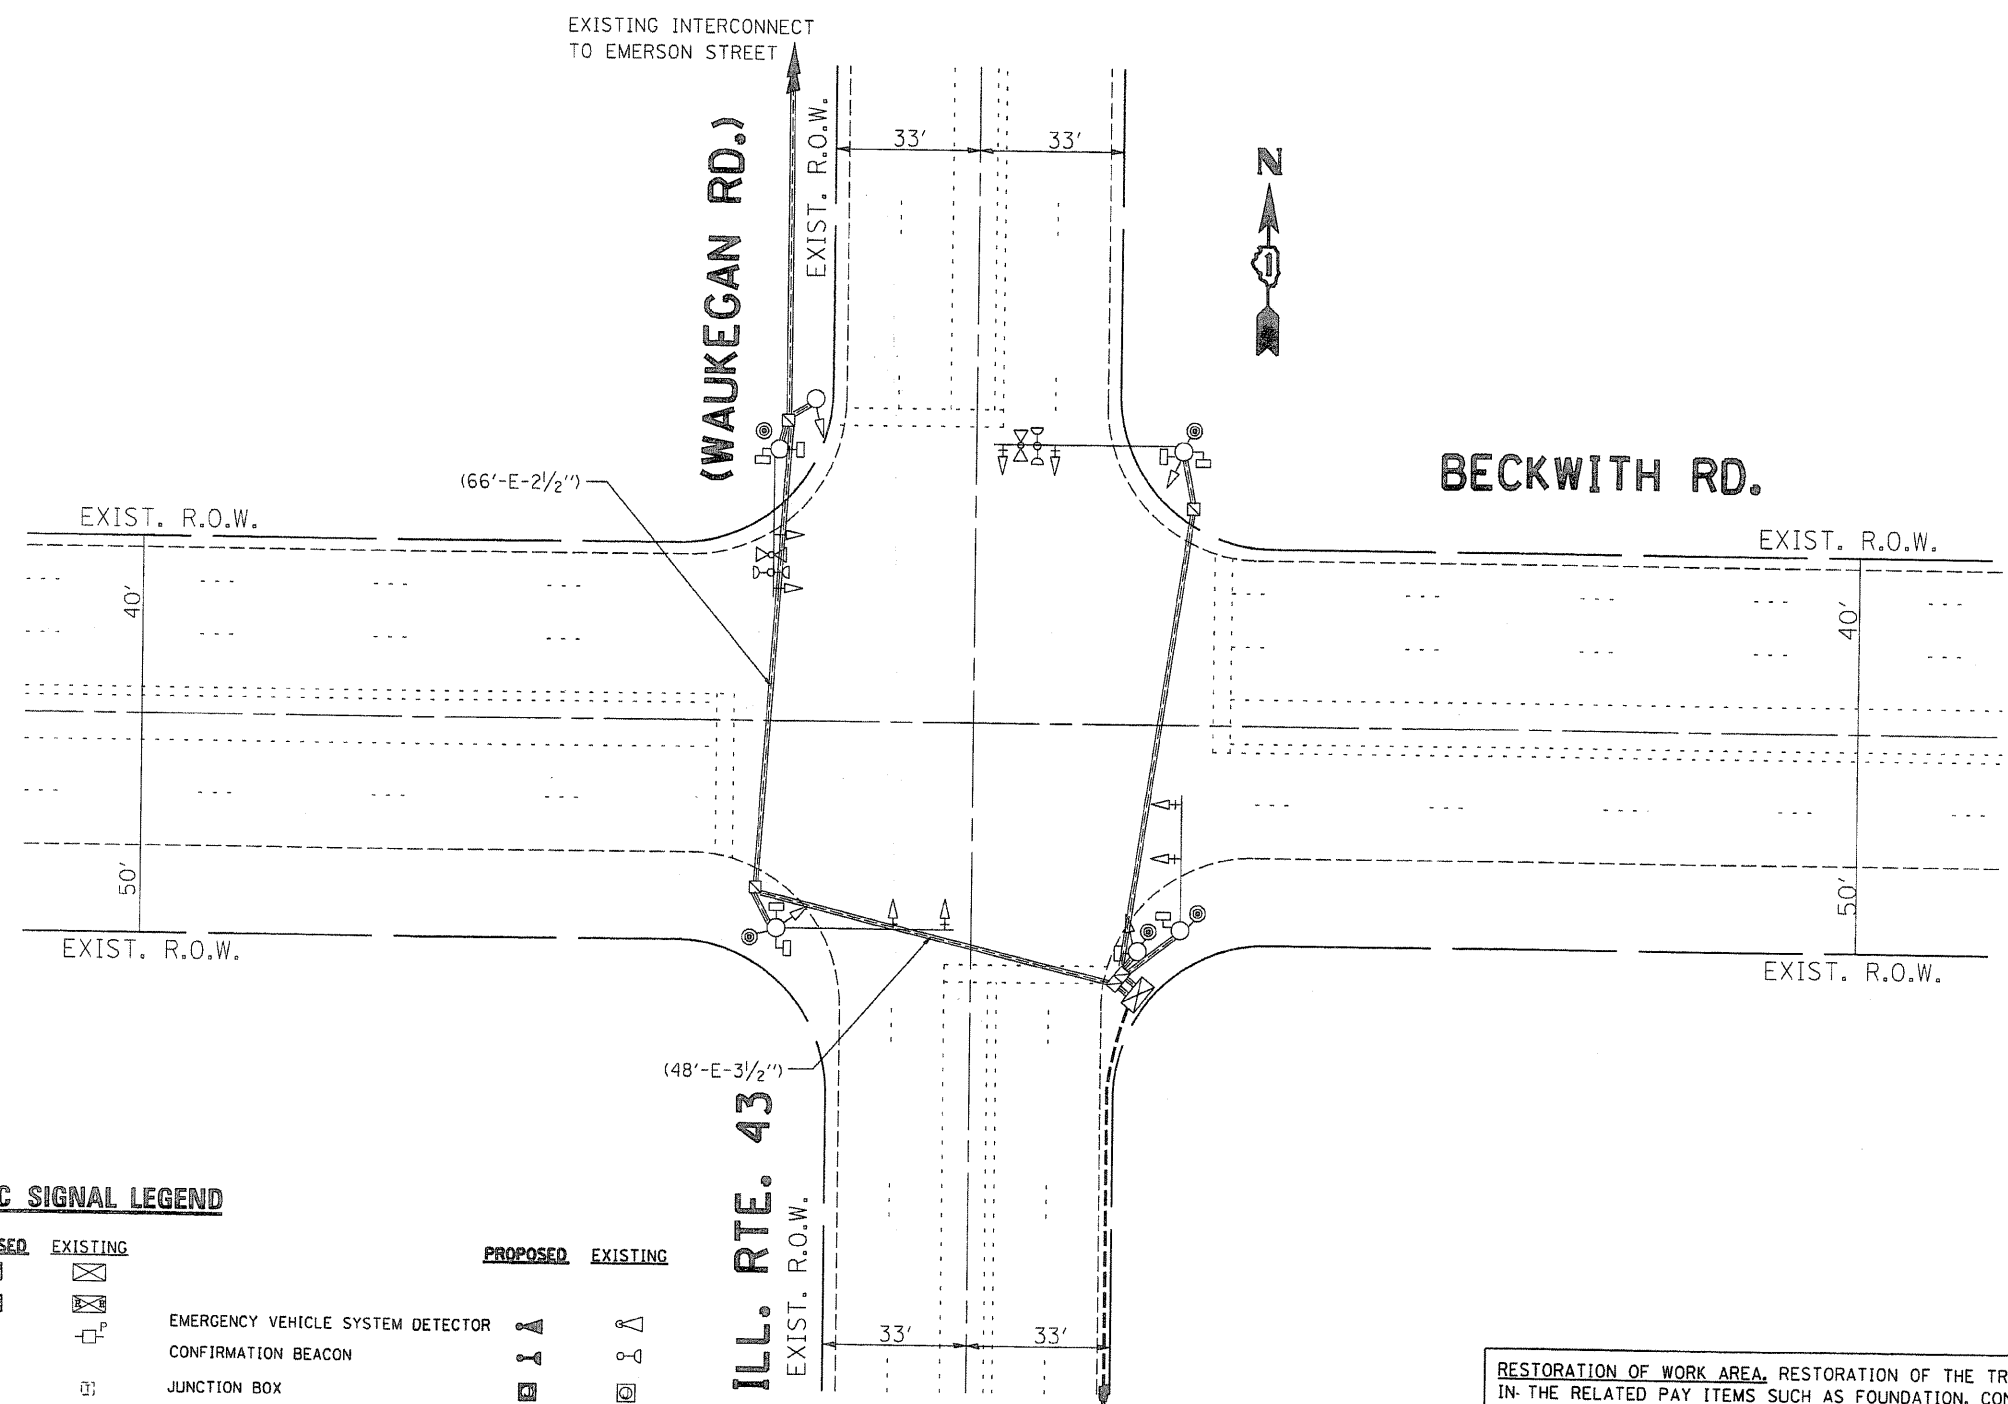 EXISTING INTERCONNECT
TO EMERSON STREET
(WAUKEGAN RD.)
EXIST. R.O.W.
33'
33'
N
1
BECKWITH RD.
(66'-E-2½")
EXIST. R.O.W.
EXIST. R.O.W.
40'
40'
50'
50'
EXIST. R.O.W.
EXIST. R.O.W.
(48'-E-3½")
ILL. RTE. 43
EXIST. R.O.W.
33'
33'
C SIGNAL LEGEND
SED EXISTING
PROPOSED EXISTING
P
EMERGENCY VEHICLE SYSTEM DETECTOR
CONFIRMATION BEACON
JUNCTION BOX
RESTORATION OF WORK AREA. RESTORATION OF THE TR
IN THE RELATED PAY ITEMS SUCH AS FOUNDATION, CON